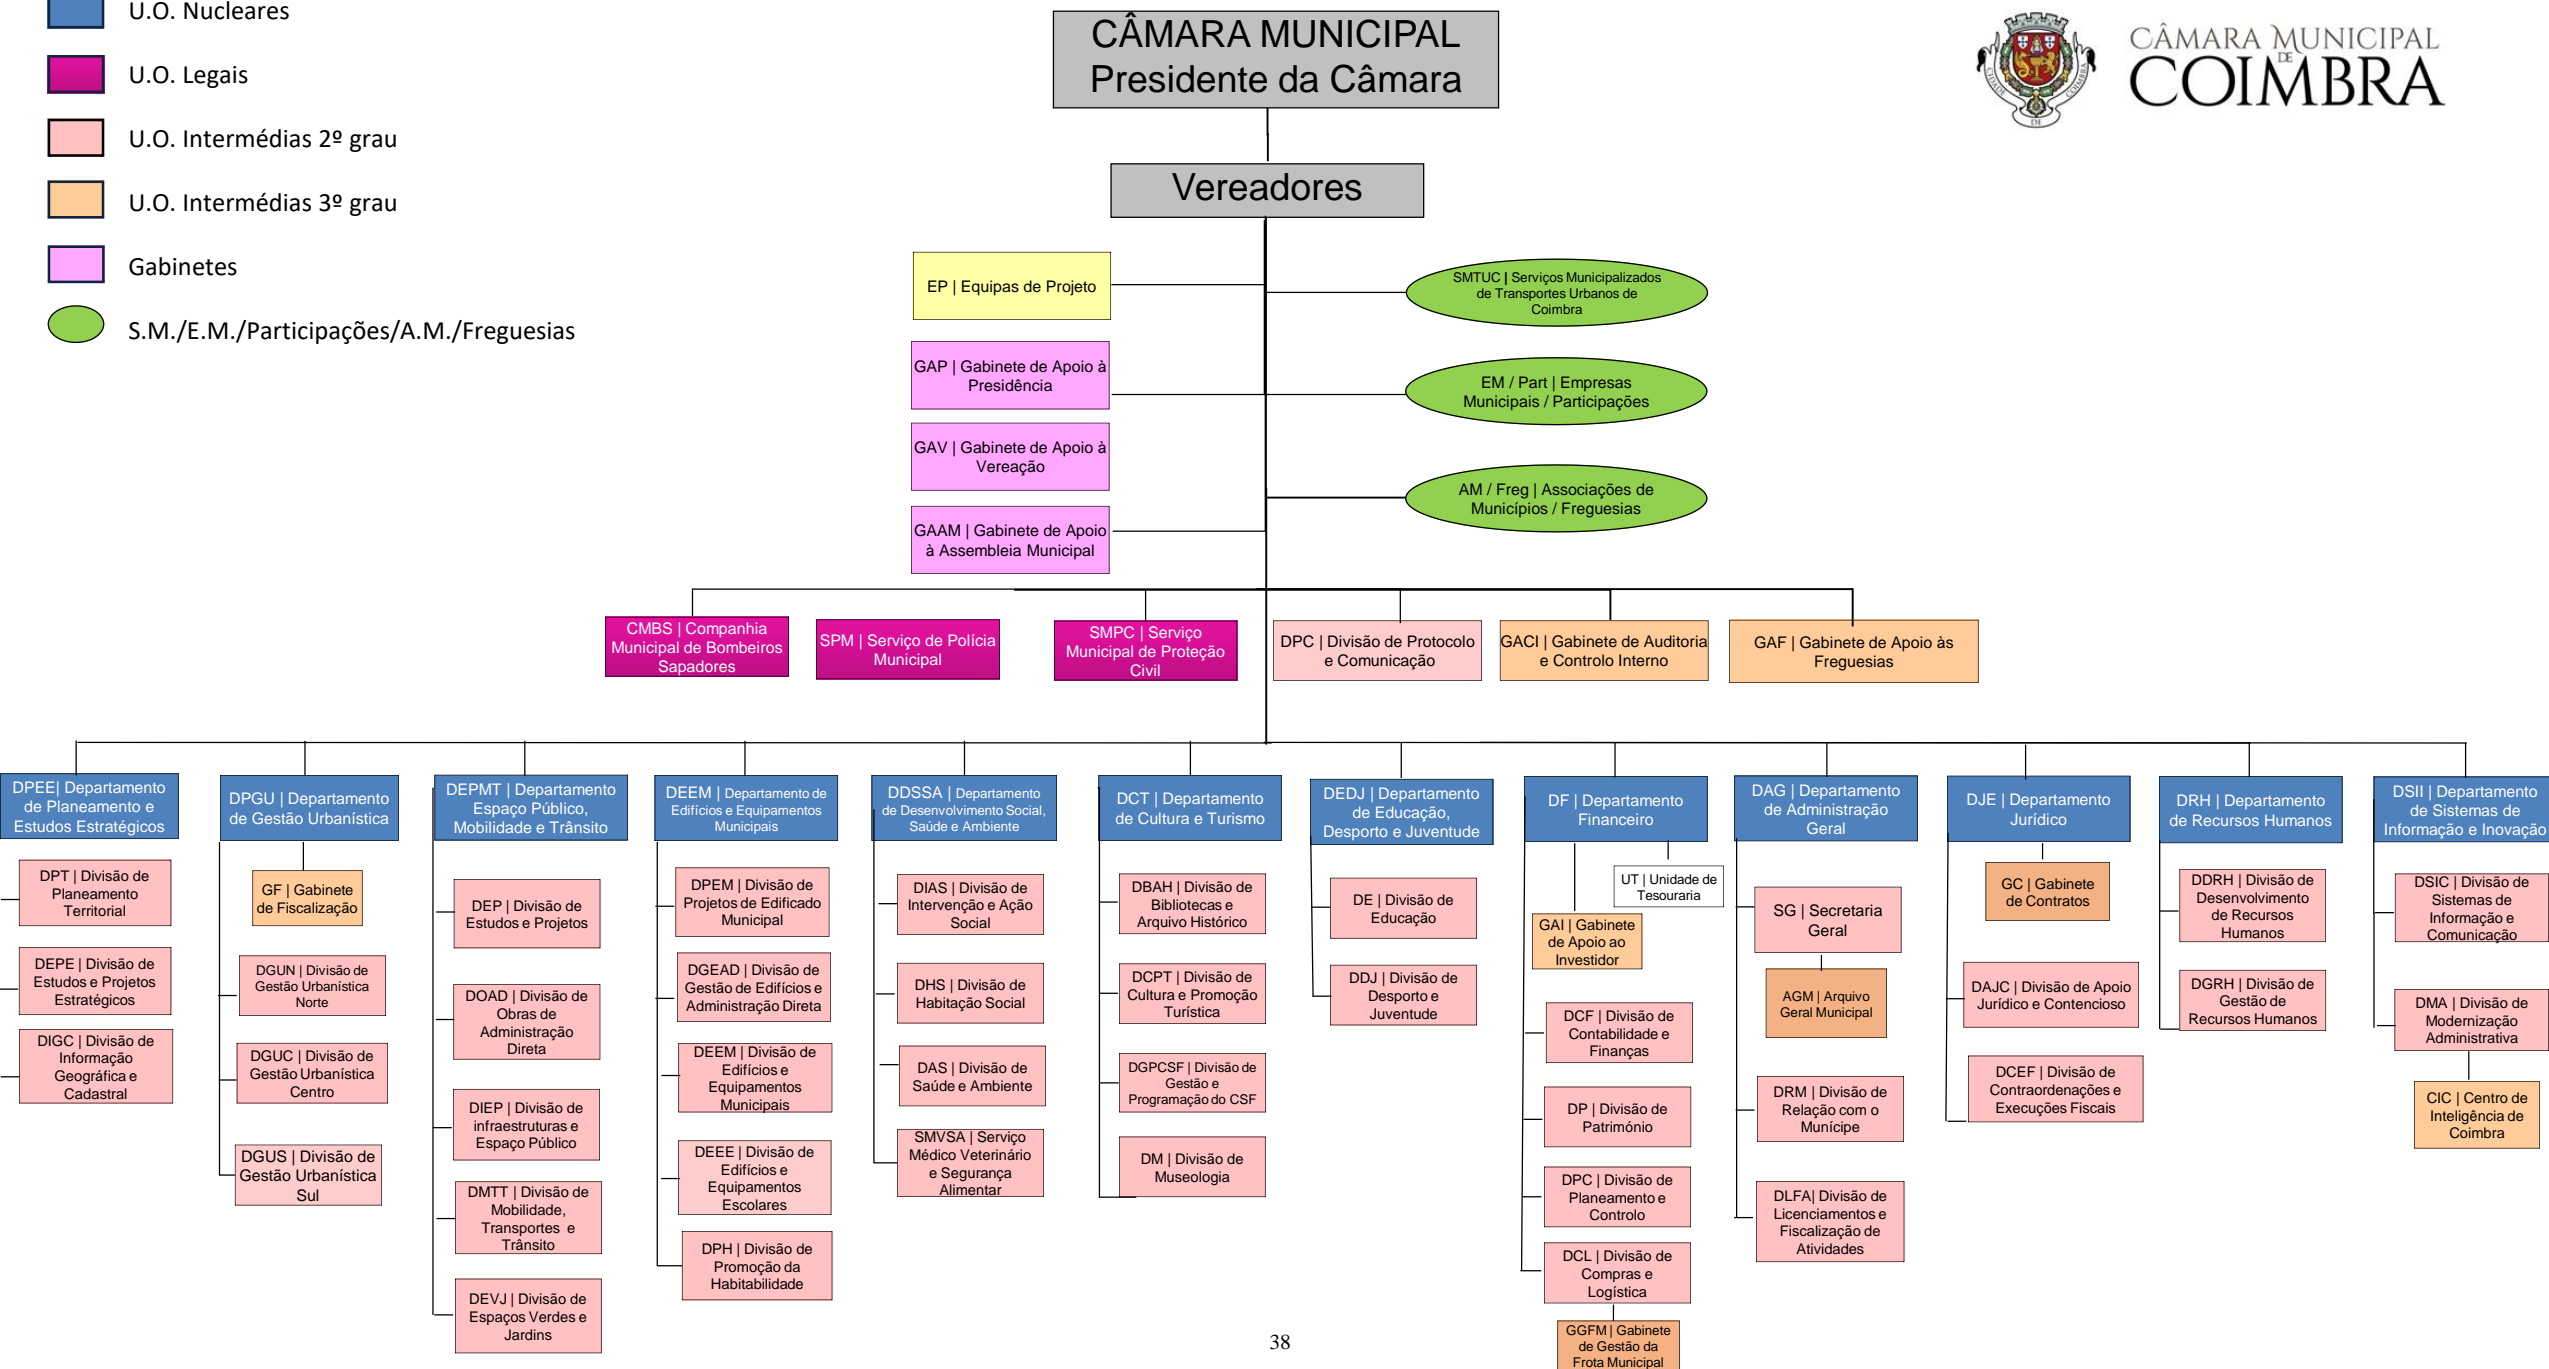 U.O. Nucleares
U.O. Legais
U.O. Intermédias 2º grau
U.O. Intermédias 3º grau
Gabinetes
S.M./E.M./Participações/A.M./Freguesias
CÂMARA MUNICIPAL
Presidente da Câmara
CÂMARA MUNICIPAL
DE
COIMBRA
Vereadores
EP | Equipas de Projeto
SMTUC | Serviços Municipalizados
de Transportes Urbanos de
Coimbra
GAP | Gabinete de Apoio à
Presidência
EM / Part | Empresas
Municipais / Participações
GAV | Gabinete de Apoio à
Vereação
AM / Freg | Associações de
Municípios / Freguesias
GAAM | Gabinete de Apoio
à Assembleia Municipal
CMBS | Companhia
Municipal de Bombeiros
Sapadores
SPM | Serviço de Polícia
Municipal
SMPC | Serviço
Municipal de Proteção
Civil
DPC | Divisão de Protocolo
e Comunicação
GACI | Gabinete de Auditoria
e Controlo Interno
GAF | Gabinete de Apoio às
Freguesias
DPEE| Departamento
de Planeamento e
Estudos Estratégicos
DPT | Divisão de
Planeamento
Territorial
DEPE | Divisão de
Estudos e Projetos
Estratégicos
DIGC | Divisão de
Informação
Geográfica e
Cadastral
DPGU | Departamento
de Gestão Urbanística
GF | Gabinete
de Fiscalização
DGUN | Divisão de
Gestão Urbanística
Norte
DGUC | Divisão de
Gestão Urbanística
Centro
DGUS | Divisão de
Gestão Urbanística
Sul
DEPMT | Departamento
Espaço Público,
Mobilidade e Trânsito
DEP | Divisão de
Estudos e Projetos
DOAD | Divisão de
Obras de
Administração
Direta
DIEP | Divisão de
infraestruturas e
Espaço Público
DMTT | Divisão de
Mobilidade,
Transportes e
Trânsito
DEVJ | Divisão de
Espaços Verdes e
Jardins
DEEM | Departamento de
Edifícios e Equipamentos
Municipais
DPEM | Divisão de
Projetos de Edificado
Municipal
DGEAD | Divisão de
Gestão de Edifícios e
Administração Direta
DEEM | Divisão de
Edifícios e
Equipamentos
Municipais
DEEE | Divisão de
Edifícios e
Equipamentos
Escolares
DPH | Divisão de
Promoção da
Habitabilidade
DDSSA | Departamento
de Desenvolvimento Social,
Saúde e Ambiente
DIAS | Divisão de
Intervenção e Ação
Social
DHS | Divisão de
Habitação Social
DAS | Divisão de
Saúde e Ambiente
SMVSA | Serviço
Médico Veterinário
e Segurança
Alimentar
DCT | Departamento
de Cultura e Turismo
DBAH | Divisão de
Bibliotecas e
Arquivo Histórico
DCPT | Divisão de
Cultura e Promoção
Turística
DGPCSF | Divisão de
Gestão e
Programação do CSF
DM | Divisão de
Museologia
DEDJ | Departamento
de Educação,
Desporto e Juventude
DE | Divisão de
Educação
DDJ | Divisão de
Desporto e
Juventude
DF | Departamento
Financeiro
UT | Unidade de
Tesouraria
GAI | Gabinete
de Apoio ao
Investidor
DCF | Divisão de
Contabilidade e
Finanças
DP | Divisão de
Património
DPC | Divisão de
Planeamento e
Controlo
DCL | Divisão de
Compras e
Logística
GGFM | Gabinete
de Gestão da
Frota Municipal
DAG | Departamento
de Administração
Geral
SG | Secretaria
Geral
AGM | Arquivo
Geral Municipal
DRM | Divisão de
Relação com o
Munícipe
DLFA| Divisão de
Licenciamentos e
Fiscalização de
Atividades
DJE | Departamento
Jurídico
GC | Gabinete
de Contratos
DAJC | Divisão de Apoio
Jurídico e Contencioso
DCEF | Divisão de
Contraordenações e
Execuções Fiscais
DRH | Departamento
de Recursos Humanos
DDRH | Divisão de
Desenvolvimento
de Recursos
Humanos
DGRH | Divisão de
Gestão de
Recursos Humanos
DSII | Departamento
de Sistemas de
Informação e Inovação
DSIC | Divisão de
Sistemas de
Informação e
Comunicação
DMA | Divisão de
Modernização
Administrativa
CIC | Centro de
Inteligência de
Coimbra
38